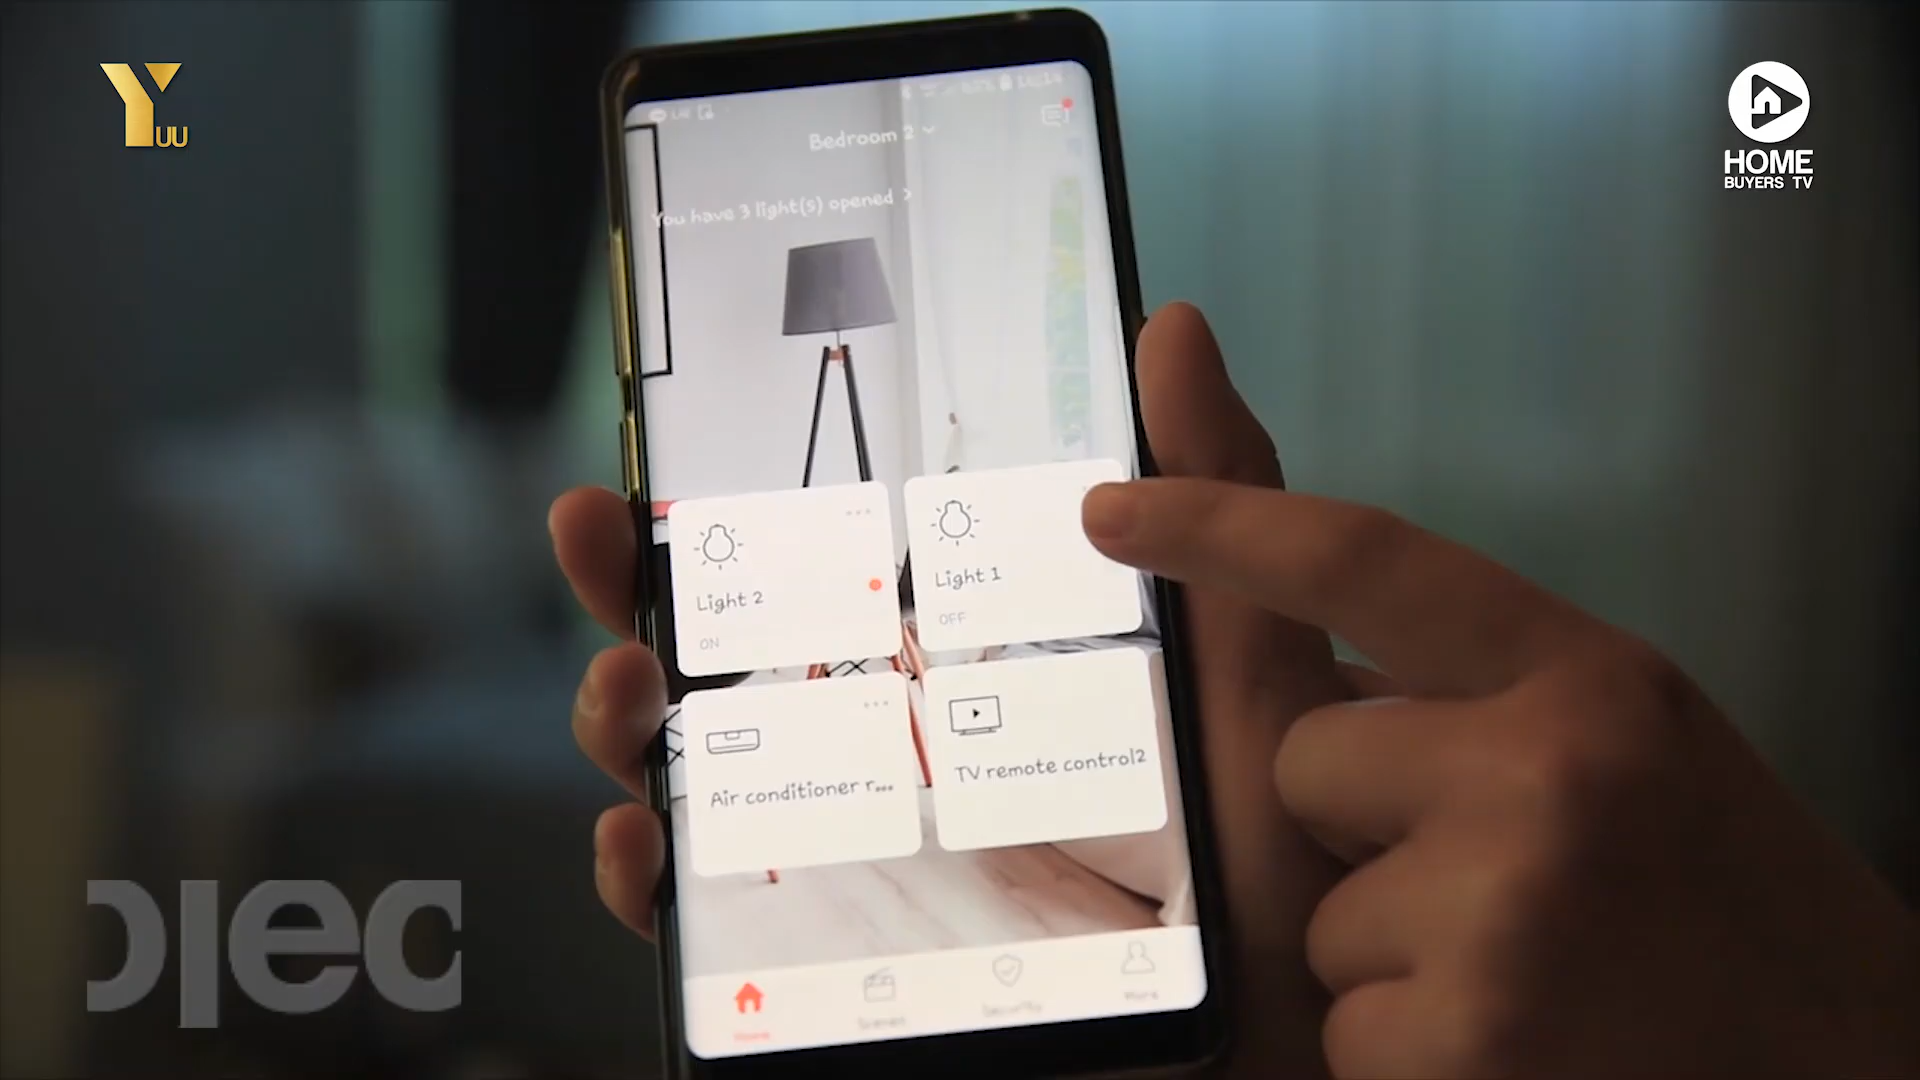 Yuu
HOME
BUYERS TV
Bedroom 2
You have 3 light(s) opened >
Light 2
ON
Light 1
OFF
Air conditioner r...
TV remote control2
Home
Scenes
Security
More
ojec